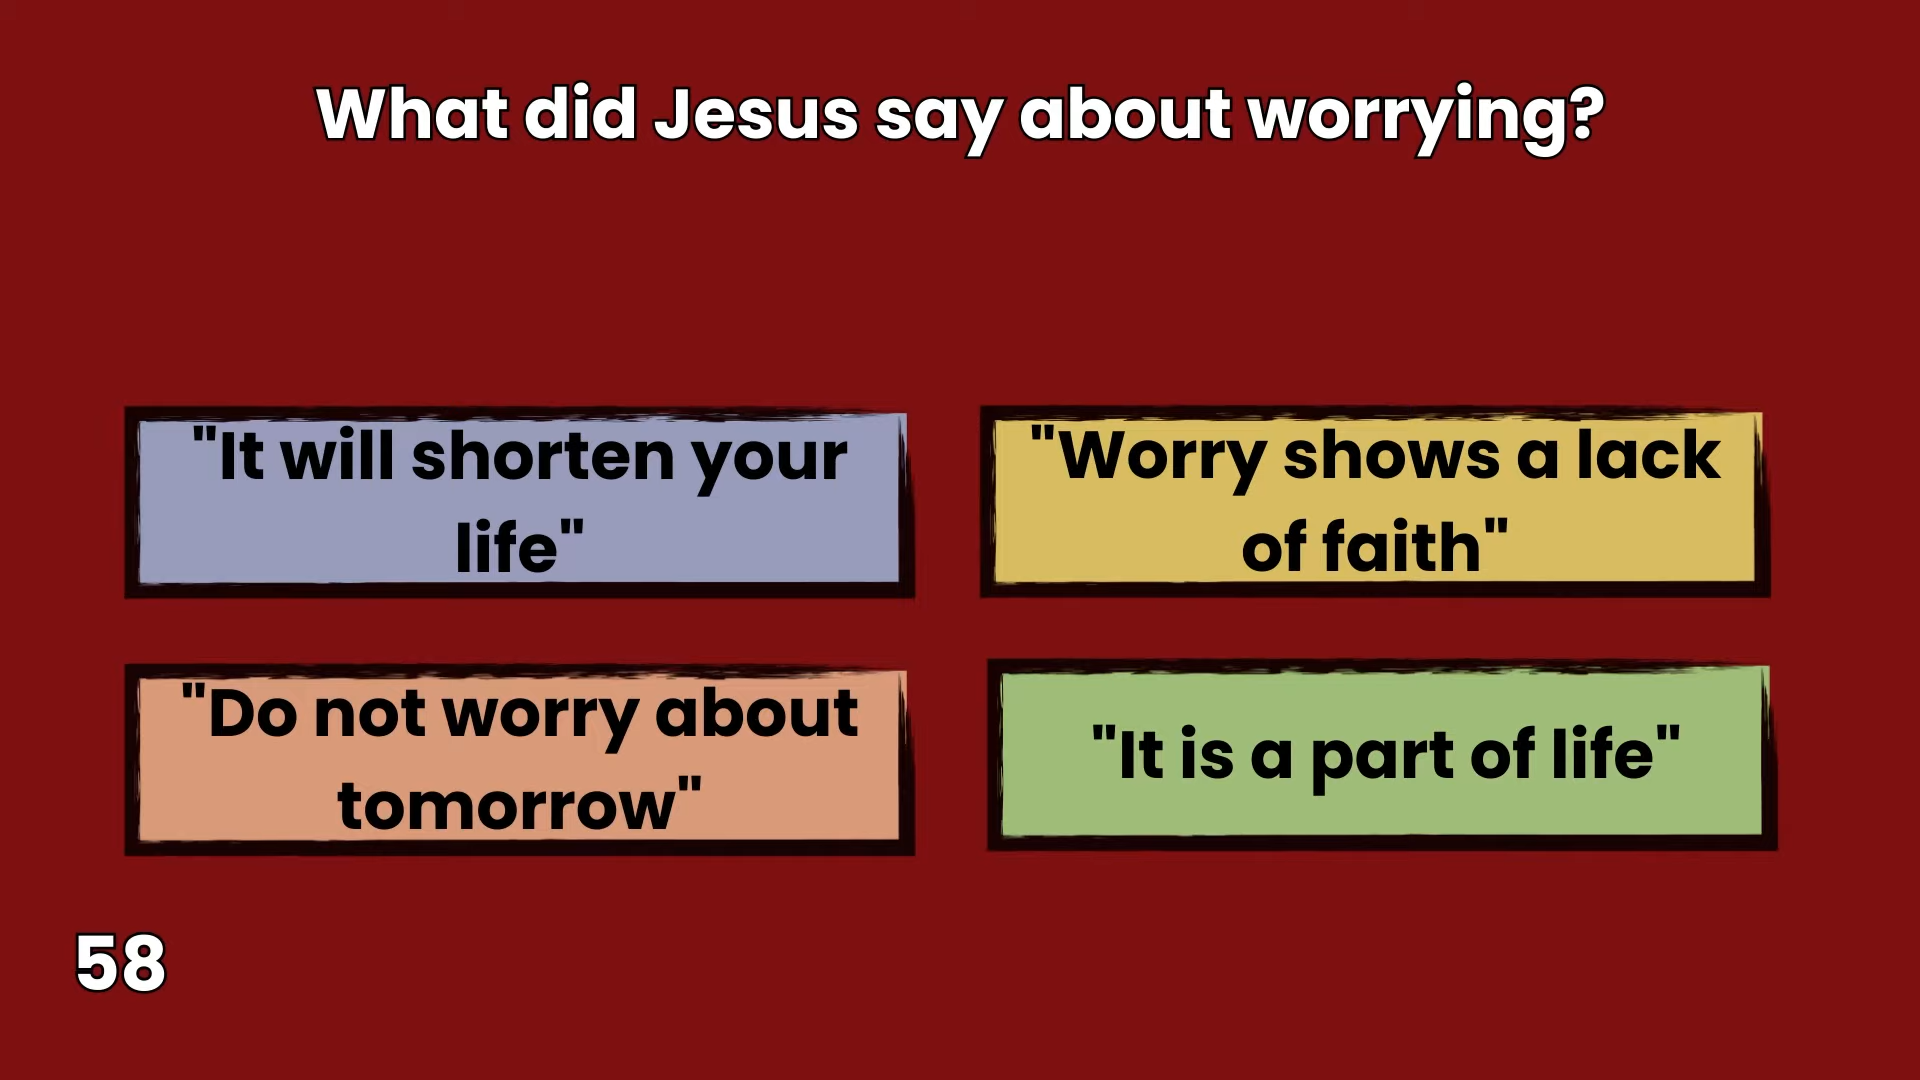 What did Jesus say about worrying?
"It will shorten your
life"
"Worry shows a lack
of faith"
"Do not worry about
tomorrow"
"It is a part of life"
58